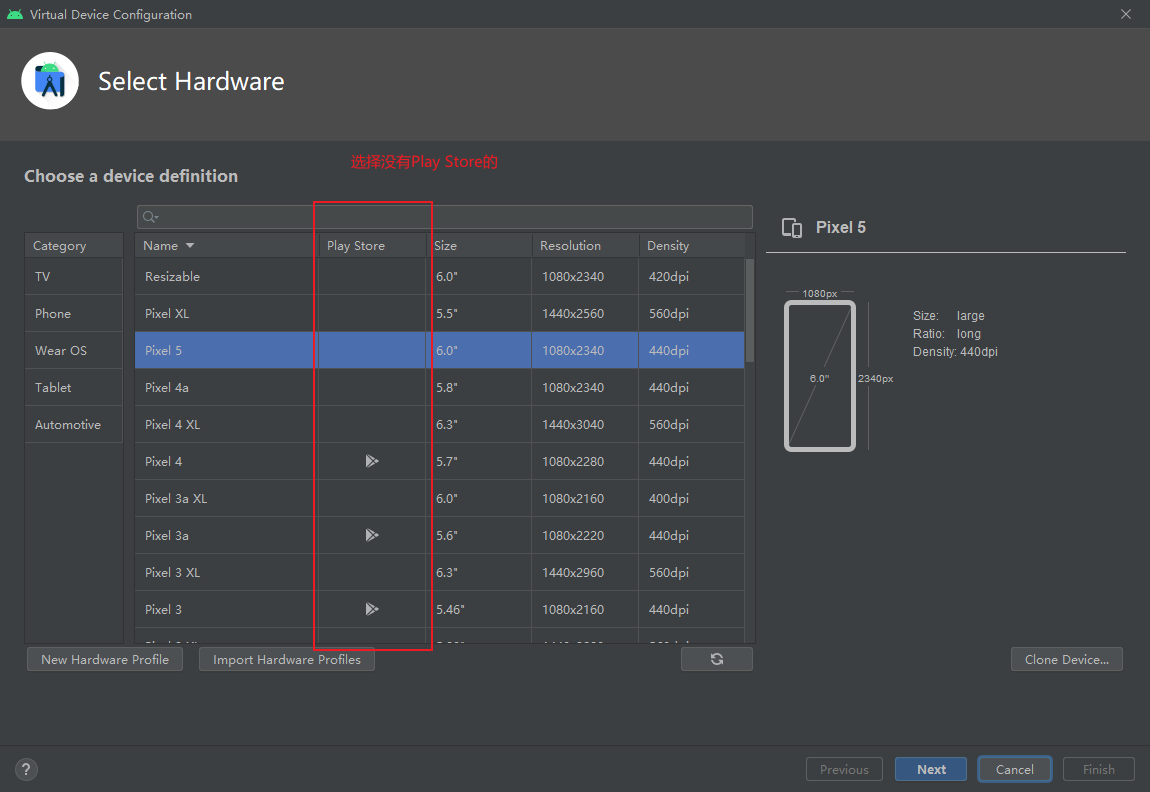 Virtual Device Configuration
Select Hardware
选择没有Play Store的
Choose a device definition
Category
TV
Phone
Wear OS
Tablet
Automotive
Name Play Store Size Resolution Density
Resizable 6.0" 1080x2340 420dpi
Pixel XL 5.5" 1440x2560 560dpi
Pixel 5 6.0" 1080x2340 440dpi
Pixel 4a 5.8" 1080x2340 440dpi
Pixel 4 XL 6.3" 1440x3040 560dpi
Pixel 4 5.7" 1080x2280 440dpi
Pixel 3a XL 6.0" 1080x2160 400dpi
Pixel 3a 5.6" 1080x2220 440dpi
Pixel 3 XL 6.3" 1440x2960 560dpi
Pixel 3 5.46" 1080x2160 440dpi
Pixel 5
1080px
6.0"
2340px
Size: large
Ratio: long
Density: 440dpi
New Hardware Profile
Import Hardware Profiles
Clone Device...
?
Previous
Next
Cancel
Finish